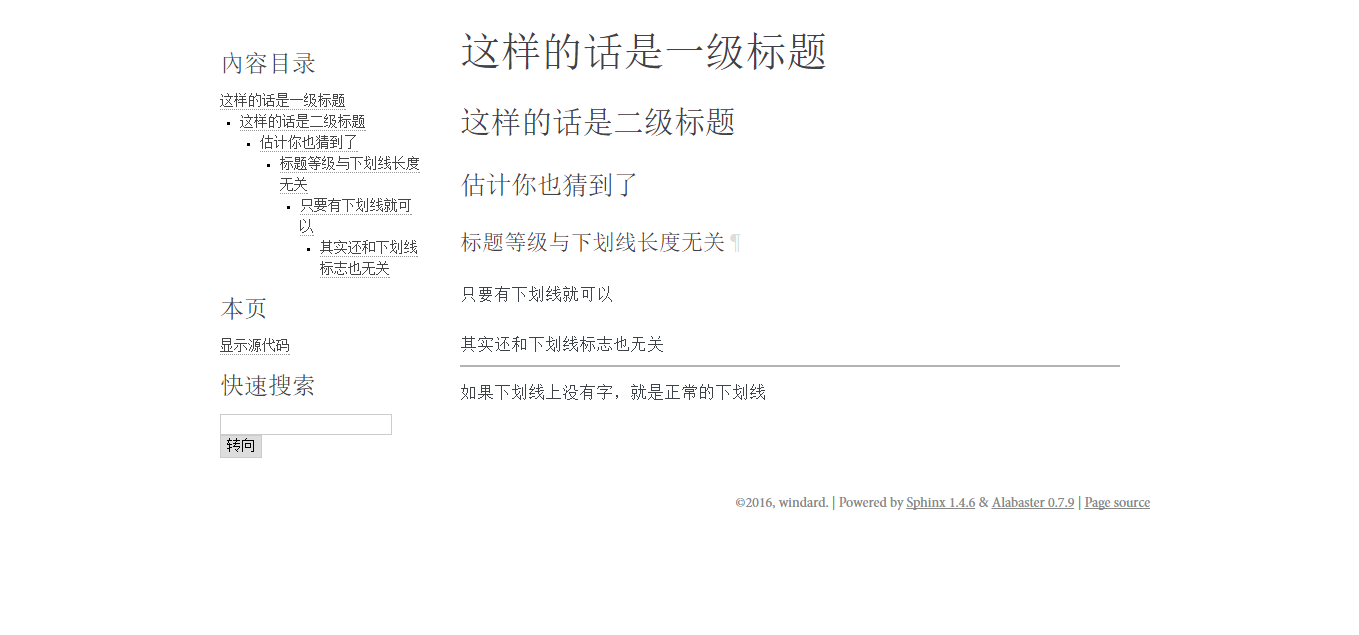 內容目录
这样的话是一级标题
这样的话是二级标题
估计你也猜到了
标题等级与下划线长度
无关
只要有下划线就可
以
其实还和下划线
标志也无关
本页
显示源代码
快速搜索
转向
这样的话是一级标题
这样的话是二级标题
估计你也猜到了
标题等级与下划线长度无关¶
只要有下划线就可以
其实还和下划线标志也无关
如果下划线上没有字，就是正常的下划线
©2016, windard. | Powered by Sphinx 1.4.6 & Alabaster 0.7.9 | Page source